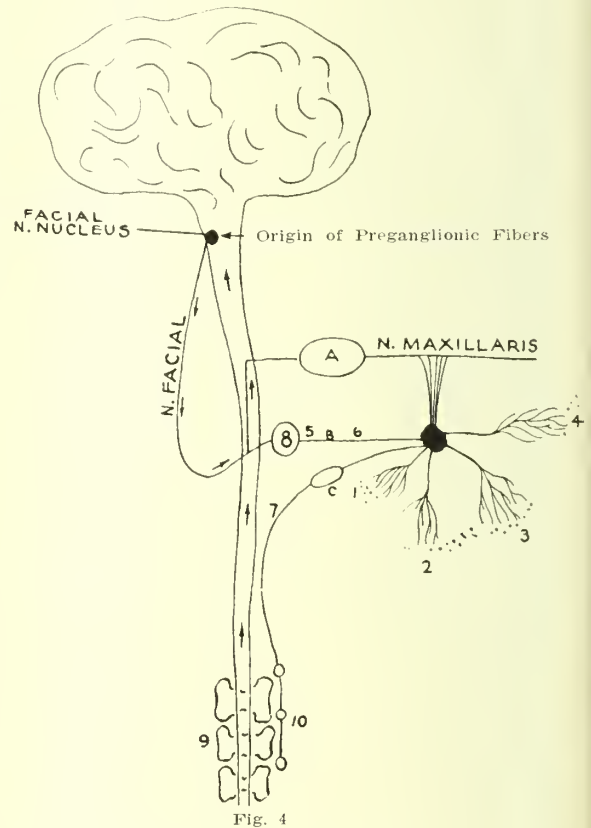 FACIAL
N. NUCLEUS
Origin of Preganglionic Fibers
N. FACIAL
A
N. MAXILLARIS
8
5 B 6
4
C 1
7
3
2
9
10
Fig. 4